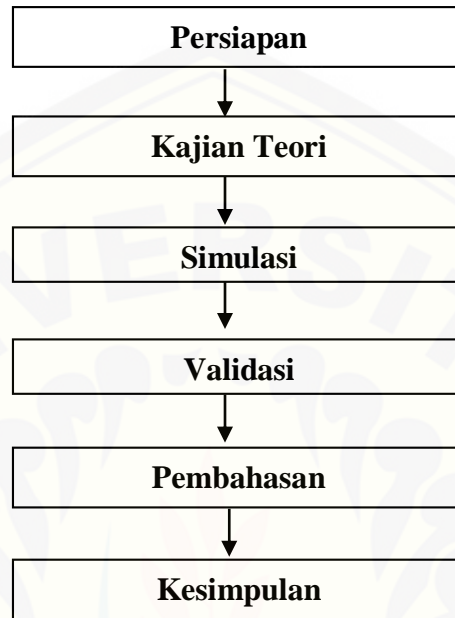 Persiapan
Kajian Teori
Simulasi
Validasi
Pembahasan
Kesimpulan